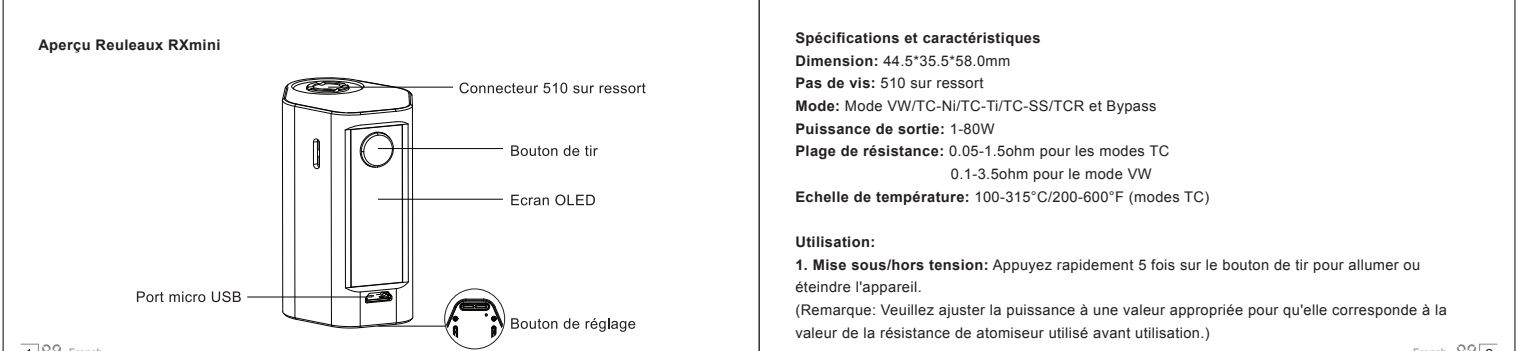 Aperçu Reuleaux RXmini
Connecteur 510 sur ressort
Bouton de tir
Ecran OLED
Port micro USB
Bouton de réglage
French
Spécifications et caractéristiques
Dimension: 44.5*35.5*58.0mm
Pas de vis: 510 sur ressort
Mode: Mode VW/TC-Ni/TC-Ti/TC-SS/TCR et Bypass
Puissance de sortie: 1-80W
Plage de résistance: 0.05-1.5ohm pour les modes TC
0.1-3.5ohm pour le mode VW
Echelle de température: 100-315°C/200-600°F (modes TC)
Utilisation:
1. Mise sous/hors tension: Appuyez rapidement 5 fois sur le bouton de tir pour allumer ou
éteindre l'appareil.
(Remarque: Veuillez ajuster la puissance à une valeur appropriée pour qu'elle corresponde à la
valeur de la résistance de atomiseur utilisé avant utilisation.)
French